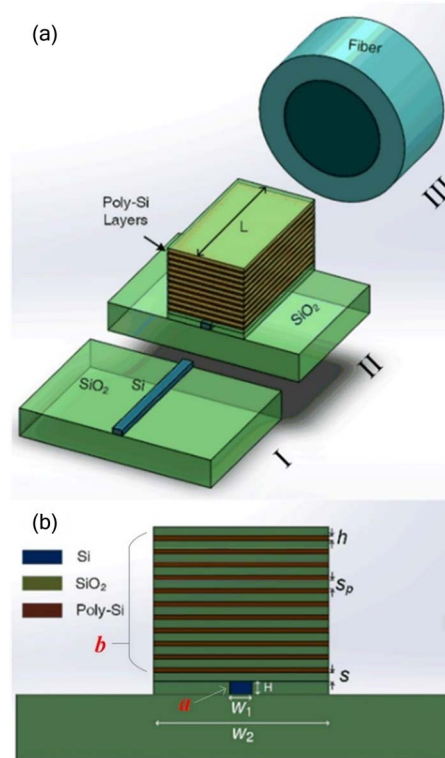 (a)
Fiber
III
Poly-Si
Layers
L
SiO₂
II
SiO₂
Si
I
(b)
Si
SiO₂
Poly-Si
b
h
sₚ
s
a
H
W₁
W₂